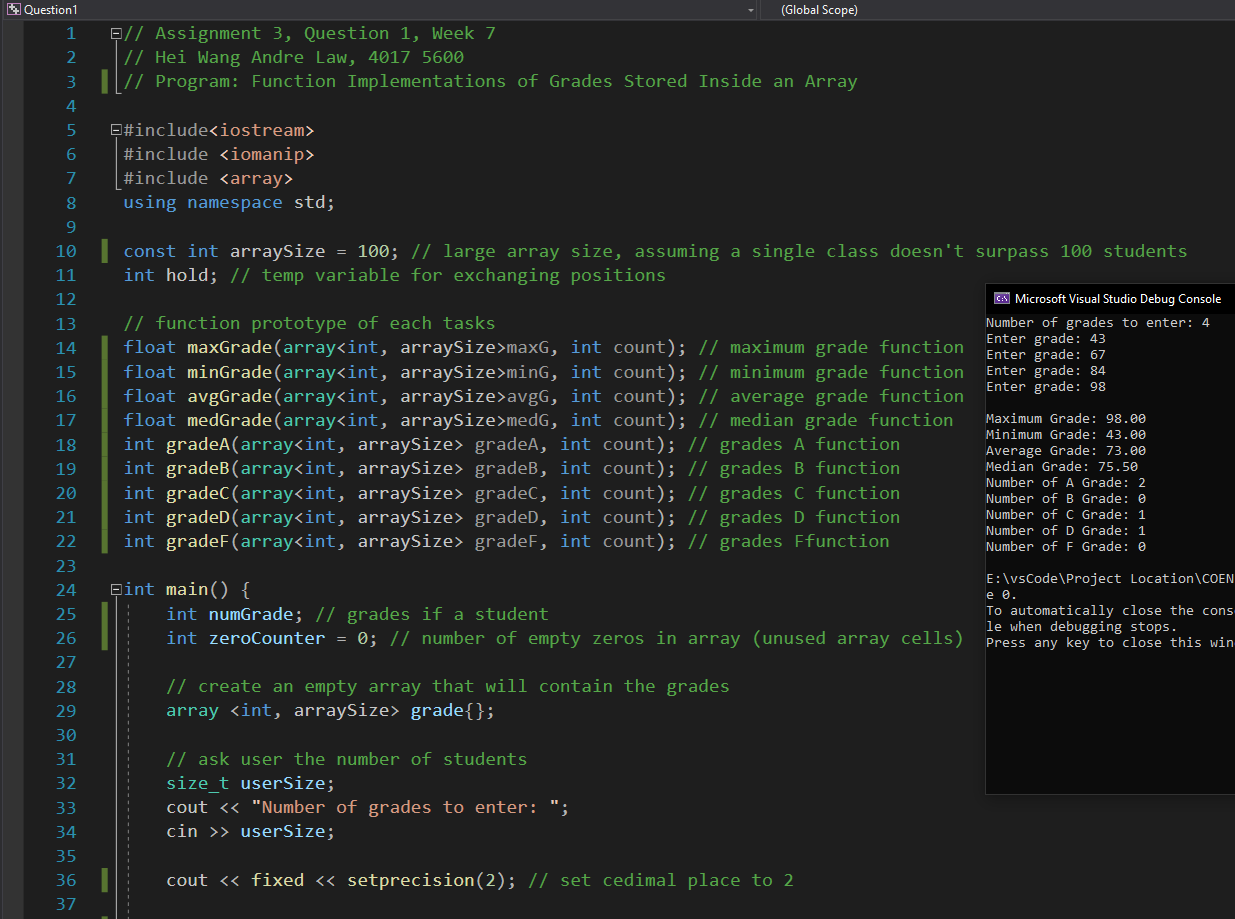 Question1
(Global Scope)
1 // Assignment 3, Question 1, Week 7
2 // Hei Wang Andre Law, 4017 5600
3 // Program: Function Implementations of Grades Stored Inside an Array
4
5 #include<iostream>
6 #include <iomanip>
7 #include <array>
8 using namespace std;
9
10 const int arraySize = 100; // large array size, assuming a single class doesn't surpass 100 students
11 int hold; // temp variable for exchanging positions
12
13 // function prototype of each tasks
14 float maxGrade(array<int, arraySize>maxG, int count); // maximum grade function
15 float minGrade(array<int, arraySize>minG, int count); // minimum grade function
16 float avgGrade(array<int, arraySize>avgG, int count); // average grade function
17 float medGrade(array<int, arraySize>medG, int count); // median grade function
18 int gradeA(array<int, arraySize> gradeA, int count); // grades A function
19 int gradeB(array<int, arraySize> gradeB, int count); // grades B function
20 int gradeC(array<int, arraySize> gradeC, int count); // grades C function
21 int gradeD(array<int, arraySize> gradeD, int count); // grades D function
22 int gradeF(array<int, arraySize> gradeF, int count); // grades Ffunction
23
24 int main() {
25 int numGrade; // grades if a student
26 int zeroCounter = 0; // number of empty zeros in array (unused array cells)
27
28 // create an empty array that will contain the grades
29 array <int, arraySize> grade{};
30
31 // ask user the number of students
32 size_t userSize;
33 cout << "Number of grades to enter: ";
34 cin >> userSize;
35
36 cout << fixed << setprecision(2); // set cedimal place to 2
37
Microsoft Visual Studio Debug Console
Number of grades to enter: 4
Enter grade: 43
Enter grade: 67
Enter grade: 84
Enter grade: 98
Maximum Grade: 98.00
Minimum Grade: 43.00
Average Grade: 73.00
Median Grade: 75.50
Number of A Grade: 2
Number of B Grade: 0
Number of C Grade: 1
Number of D Grade: 1
Number of F Grade: 0
E:\vsCode\Project Location\COEN
e 0.
To automatically close the cons
le when debugging stops.
Press any key to close this win